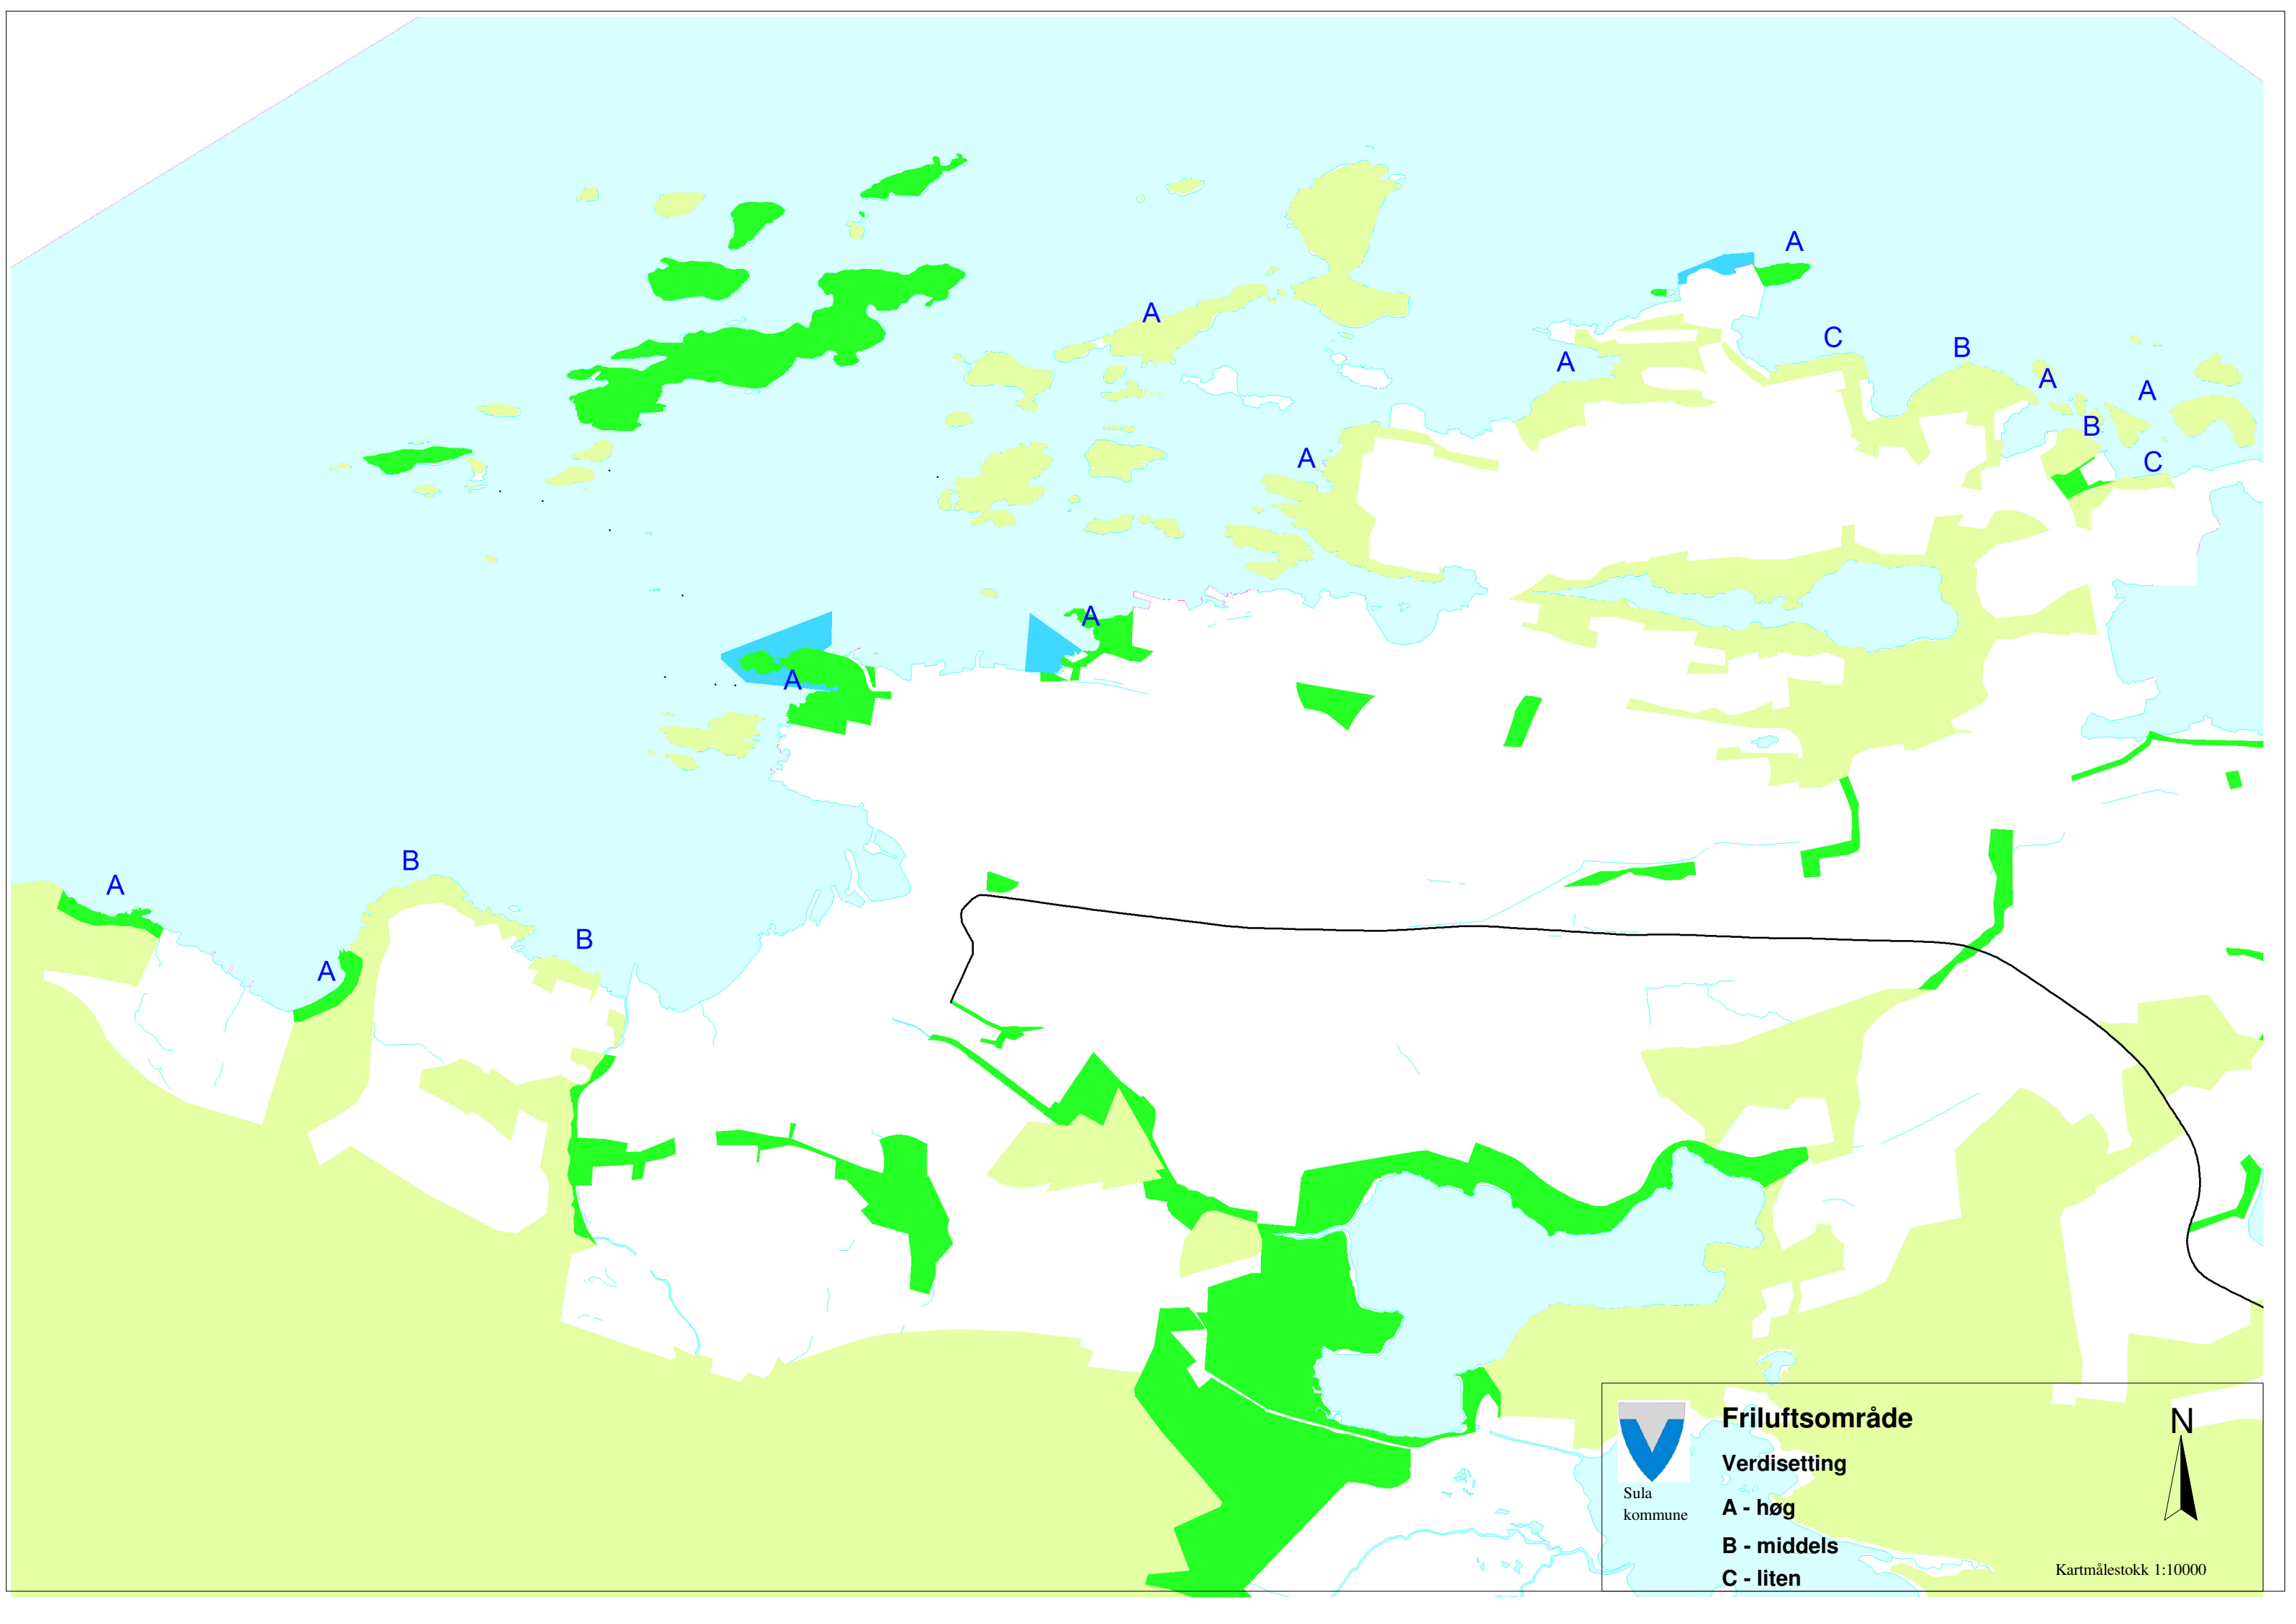 A
A
C
B
A
A
A
A
B
A
C
A
A
B
A
B
A
Friluftsområde
Verdisetting
A - høg
B - middels
C - liten
Sula
kommune
N
Kartmålestokk 1:10000